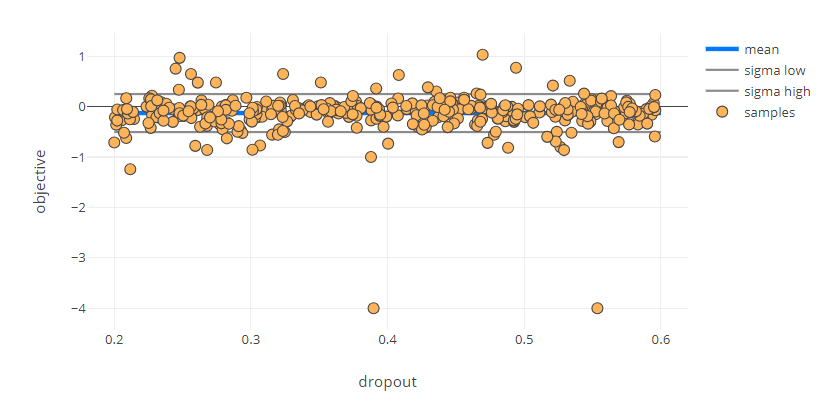 1
0
−1
−2
−3
−4
objective
0.2
0.3
0.4
0.5
0.6
dropout
mean
sigma low
sigma high
samples